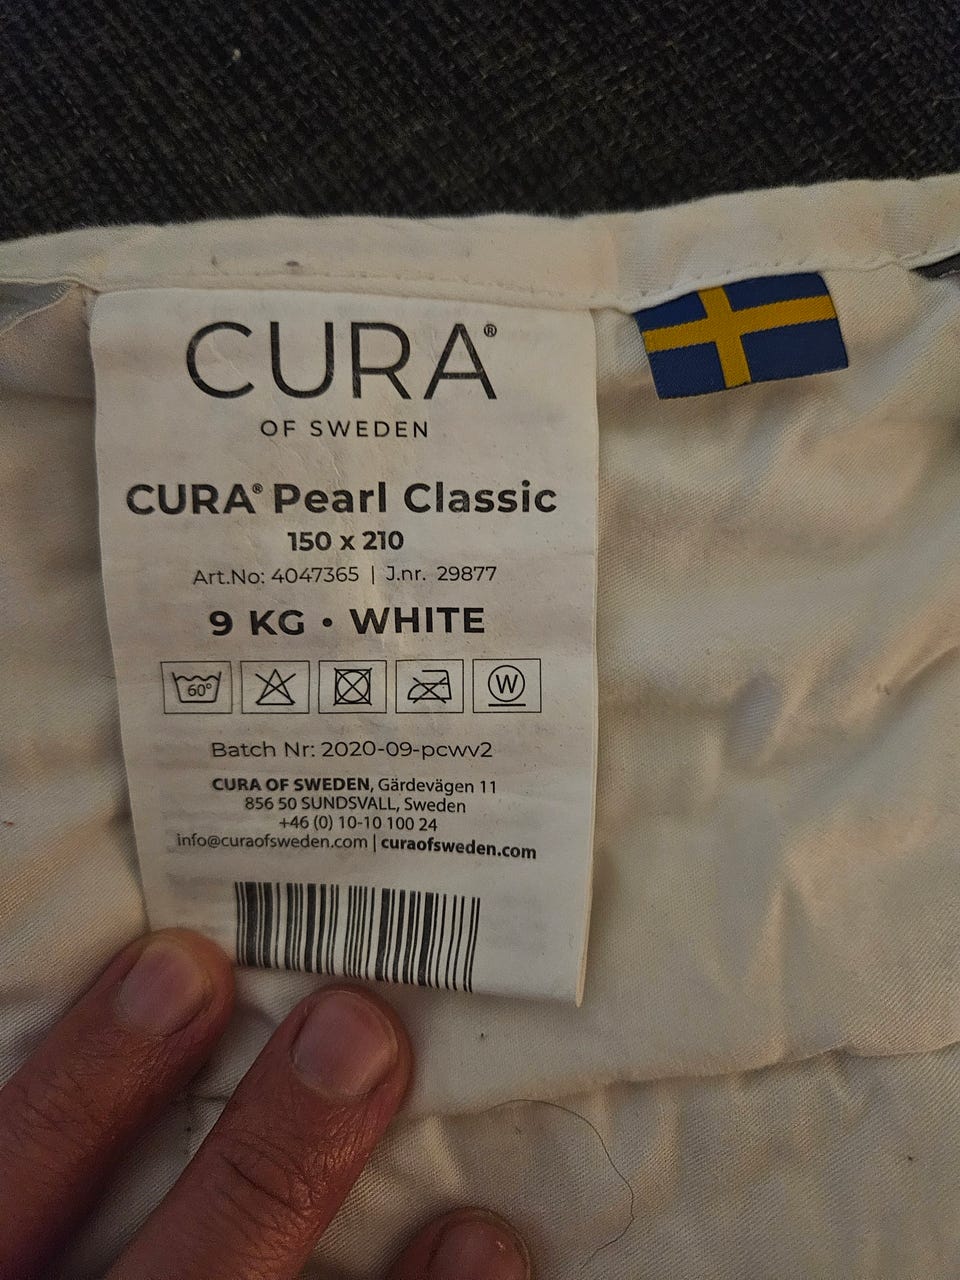 CURA®
OF SWEDEN
CURA® Pearl Classic
150 x 210
Art.No: 4047365 | J.nr. 29877
9 KG • WHITE
60°
W
Batch Nr: 2020-09-pcwv2
CURA OF SWEDEN, Gärdevägen 11
856 50 SUNDSVALL, Sweden
+46 (0) 10-10 100 24
info@curaofsweden.com | curaofsweden.com